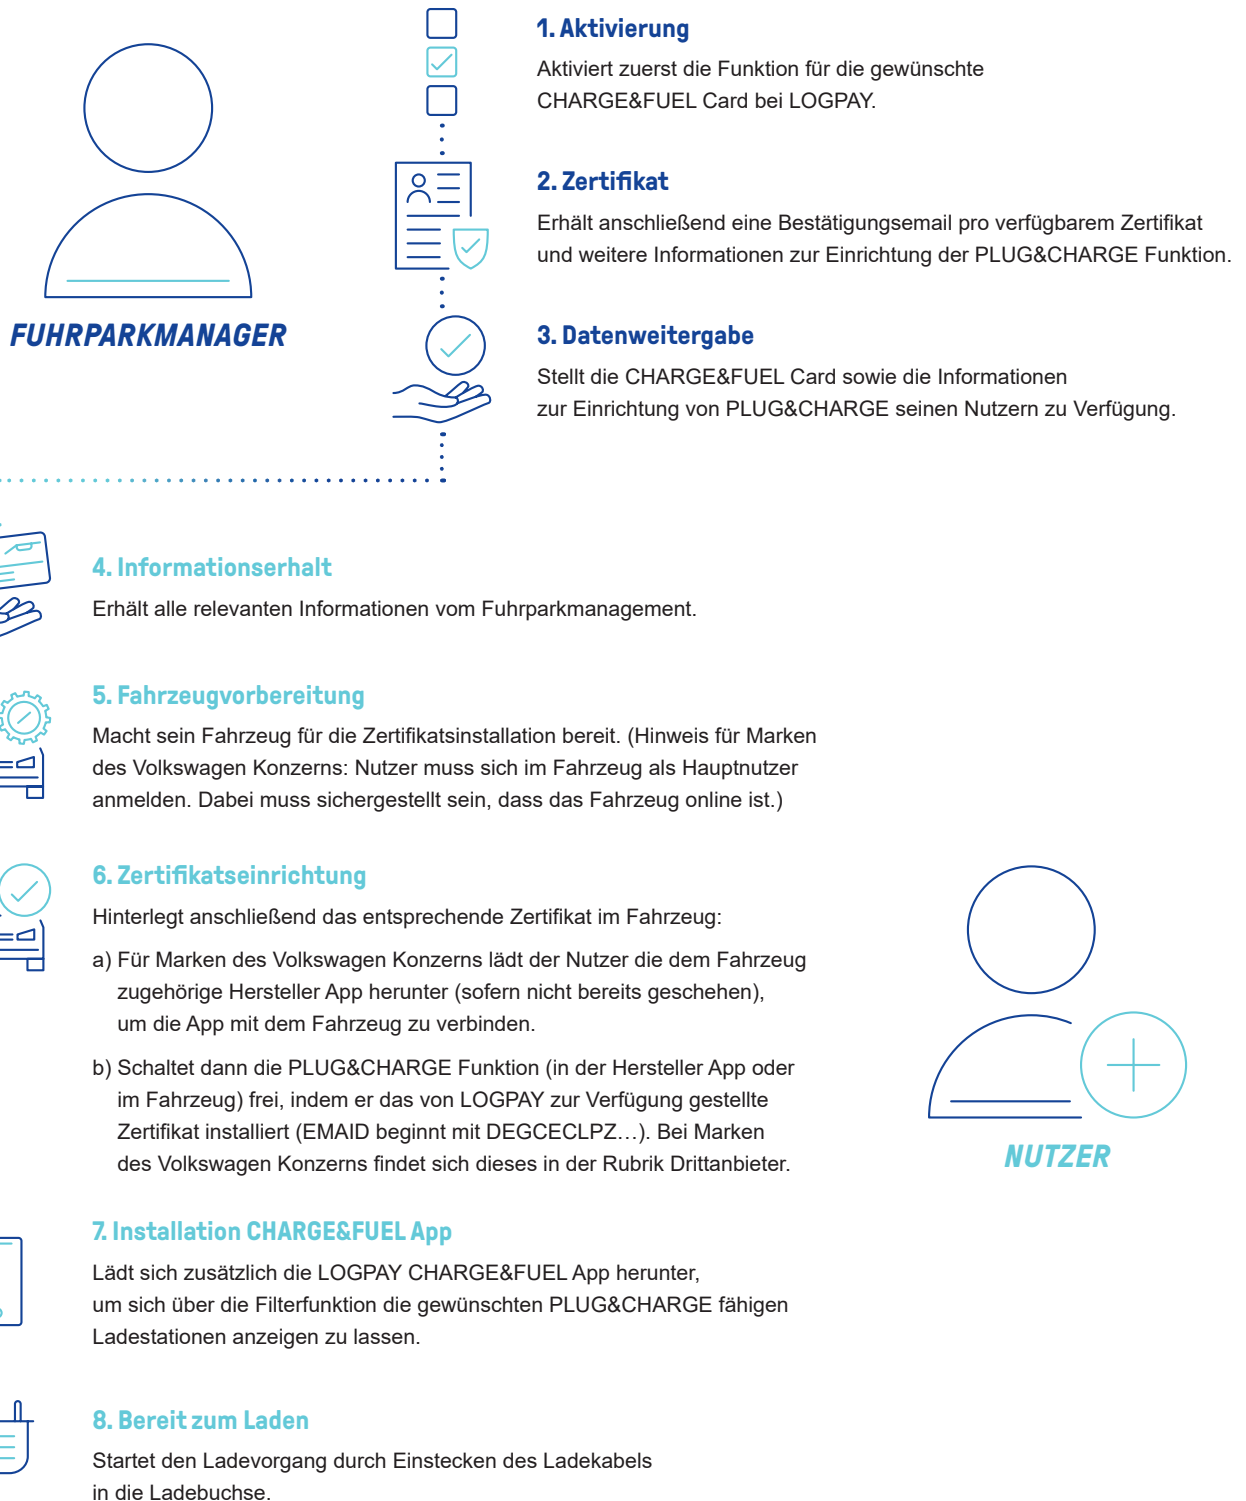 1. Aktivierung
Aktiviert zuerst die Funktion für die gewünschte
CHARGE&FUEL Card bei LOGPAY.
2. Zertifikat
Erhält anschließend eine Bestätigungsemail pro verfügbarem Zertifikat
und weitere Informationen zur Einrichtung der PLUG&CHARGE Funktion.
FUHRPARKMANAGER
3. Datenweitergabe
Stellt die CHARGE&FUEL Card sowie die Informationen
zur Einrichtung von PLUG&CHARGE seinen Nutzern zu Verfügung.
4. Informationserhalt
Erhält alle relevanten Informationen vom Fuhrparkmanagement.
5. Fahrzeugvorbereitung
Macht sein Fahrzeug für die Zertifikatsinstallation bereit. (Hinweis für Marken
des Volkswagen Konzerns: Nutzer muss sich im Fahrzeug als Hauptnutzer
anmelden. Dabei muss sichergestellt sein, dass das Fahrzeug online ist.)
6. Zertifikatseinrichtung
Hinterlegt anschließend das entsprechende Zertifikat im Fahrzeug:
a) Für Marken des Volkswagen Konzerns lädt der Nutzer die dem Fahrzeug
zugehörige Hersteller App herunter (sofern nicht bereits geschehen),
um die App mit dem Fahrzeug zu verbinden.
b) Schaltet dann die PLUG&CHARGE Funktion (in der Hersteller App oder
im Fahrzeug) frei, indem er das von LOGPAY zur Verfügung gestellte
Zertifikat installiert (EMAID beginnt mit DEGCECLPZ…). Bei Marken
des Volkswagen Konzerns findet sich dieses in der Rubrik Drittanbieter.
NUTZER
7. Installation CHARGE&FUEL App
Lädt sich zusätzlich die LOGPAY CHARGE&FUEL App herunter,
um sich über die Filterfunktion die gewünschten PLUG&CHARGE fähigen
Ladestationen anzeigen zu lassen.
8. Bereit zum Laden
Startet den Ladevorgang durch Einstecken des Ladekabels
in die Ladebuchse.